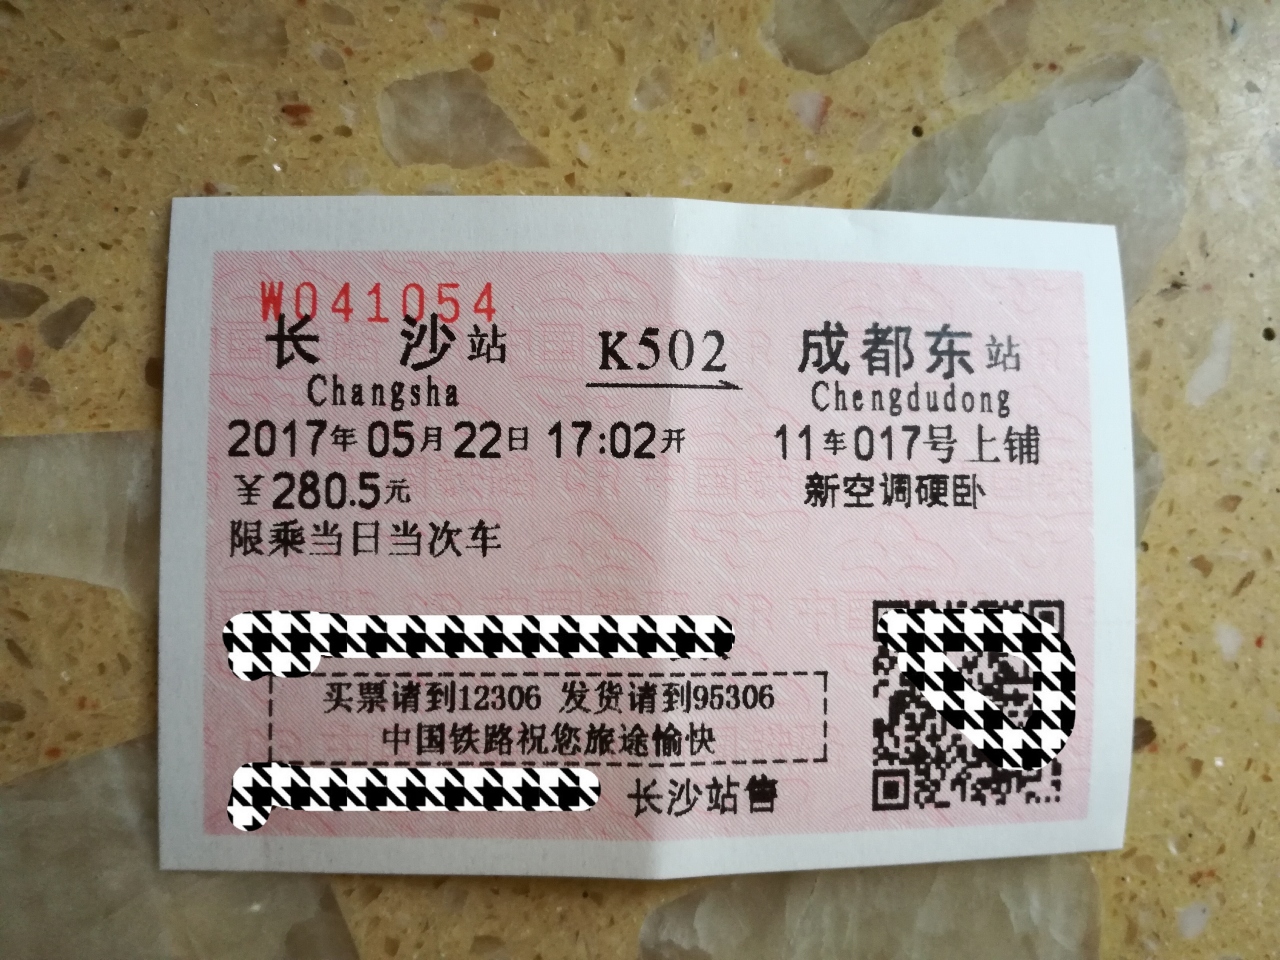 W041054
长沙站 K502 成都东站
Changsha Chengdudong
2017年05月22日 17:02开 11车017号上铺
￥280.5元 新空调硬卧
限乘当日当次车
买票请到12306 发货请到95306
中国铁路祝您旅途愉快
长沙站售